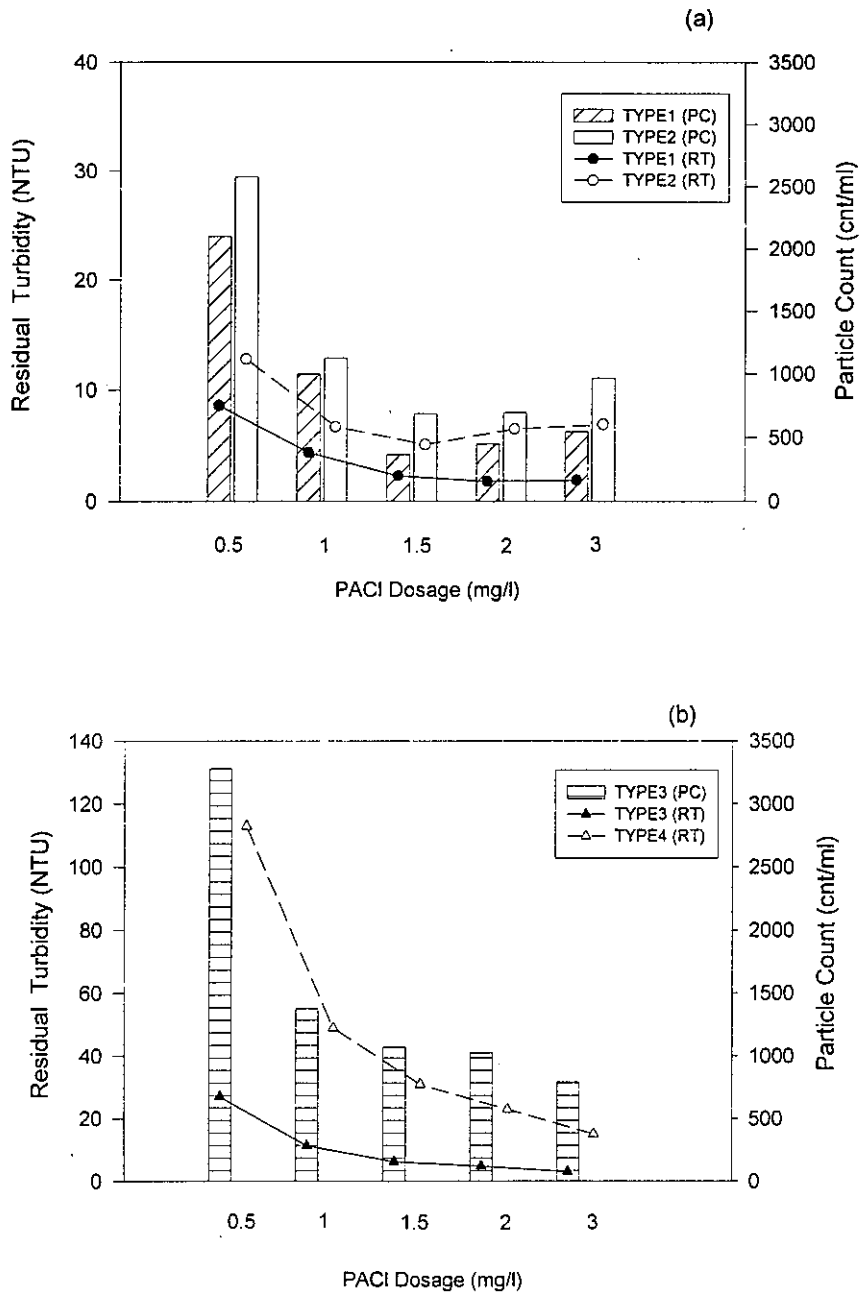 (a)
40
30
20
10
0
Residual Turbidity (NTU)
3500
3000
2500
2000
1500
1000
500
0
Particle Count (cnt/ml)
TYPE1 (PC)
TYPE2 (PC)
TYPE1 (RT)
TYPE2 (RT)
0.5 1 1.5 2 3
PACl Dosage (mg/l)
(b)
140
120
100
80
60
40
20
0
Residual Turbidity (NTU)
3500
3000
2500
2000
1500
1000
500
0
Particle Count (cnt/ml)
TYPE3 (PC)
TYPE3 (RT)
TYPE4 (RT)
0.5 1 1.5 2 3
PACl Dosage (mg/l)